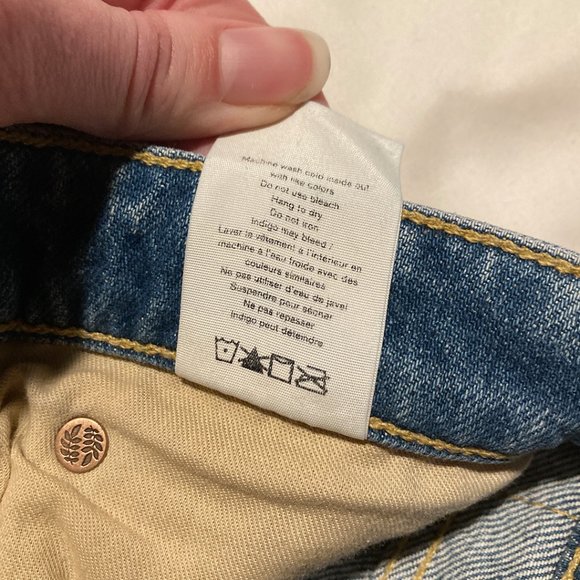 Machine wash cold inside out
with like colors
Do not use bleach
Hang to dry
Do not iron
Indigo may bleed /
Laver le vêtement à l'intérieur en
machine à l'eau froide avec des
couleurs similaires
Ne pas utiliser d'eau de javel
Suspendre pour sécher
Ne pas repasser
Indigo peut déteindre